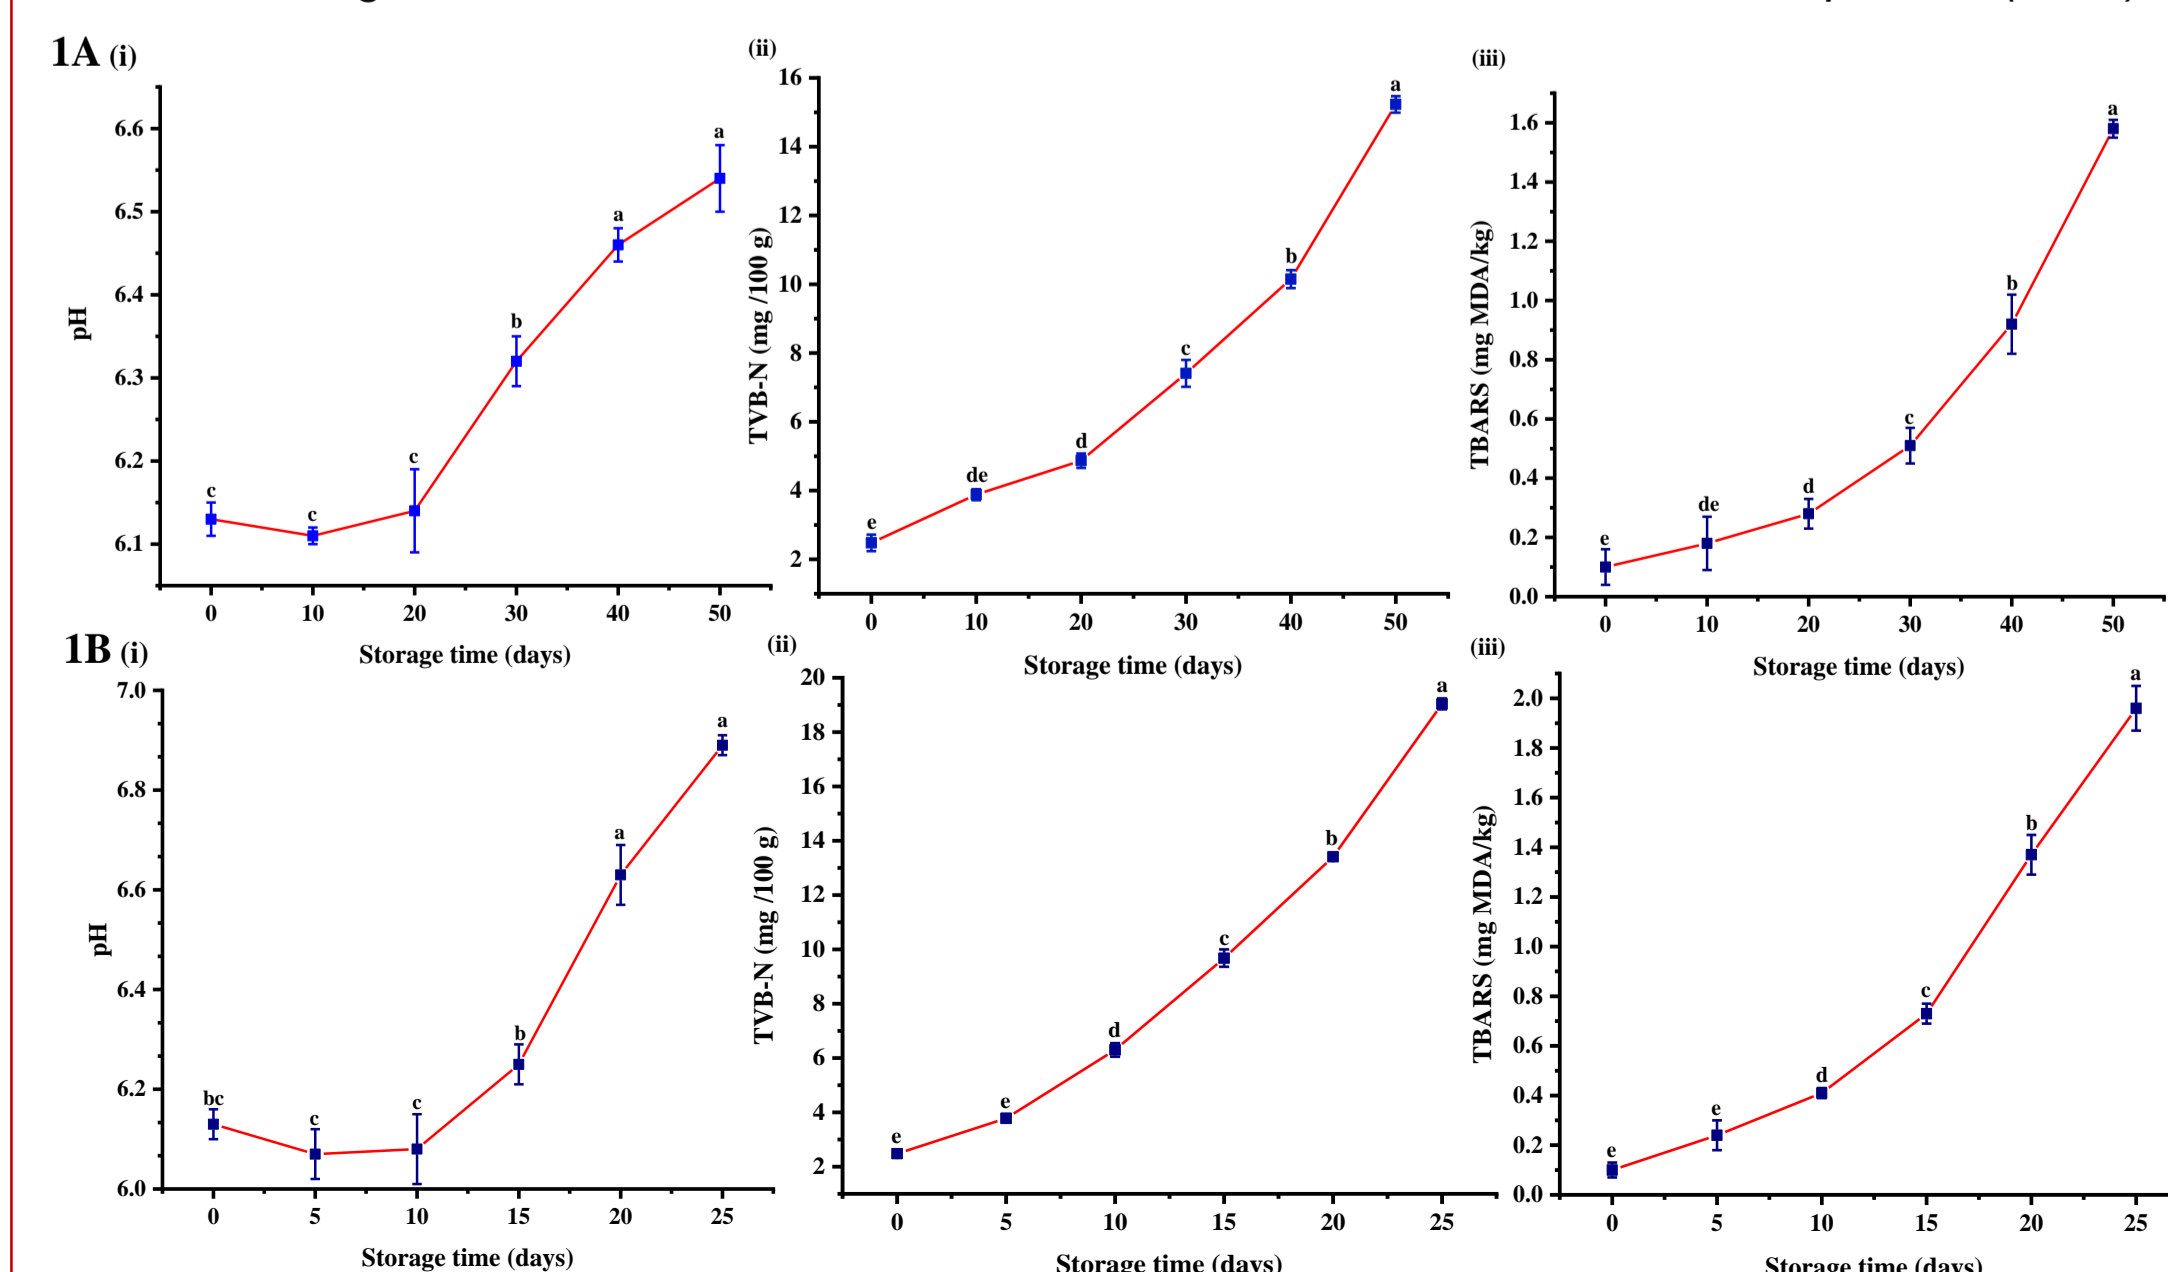 1A (i)
6.6
6.5
6.4
6.3
6.2
6.1
pH
c
c
c
b
a
a
0 10 20 30 40 50
Storage time (days)
(ii)
16
14
12
10
8
6
4
2
TVB-N (mg /100 g)
e
de
d
c
b
a
0 10 20 30 40 50
Storage time (days)
(iii)
1.6
1.4
1.2
1.0
0.8
0.6
0.4
0.2
0.0
TBARS (mg MDA/kg)
e
de
d
c
b
a
0 10 20 30 40 50
Storage time (days)
1B (i)
7.0
6.8
6.6
6.4
6.2
6.0
pH
bc
c
c
b
a
a
0 5 10 15 20 25
Storage time (days)
(ii)
20
18
16
14
12
10
8
6
4
2
TVB-N (mg /100 g)
e
e
d
c
b
a
0 5 10 15 20 25
Storage time (days)
(iii)
2.0
1.8
1.6
1.4
1.2
1.0
0.8
0.6
0.4
0.2
0.0
TBARS (mg MDA/kg)
e
e
d
c
b
a
0 5 10 15 20 25
Storage time (days)